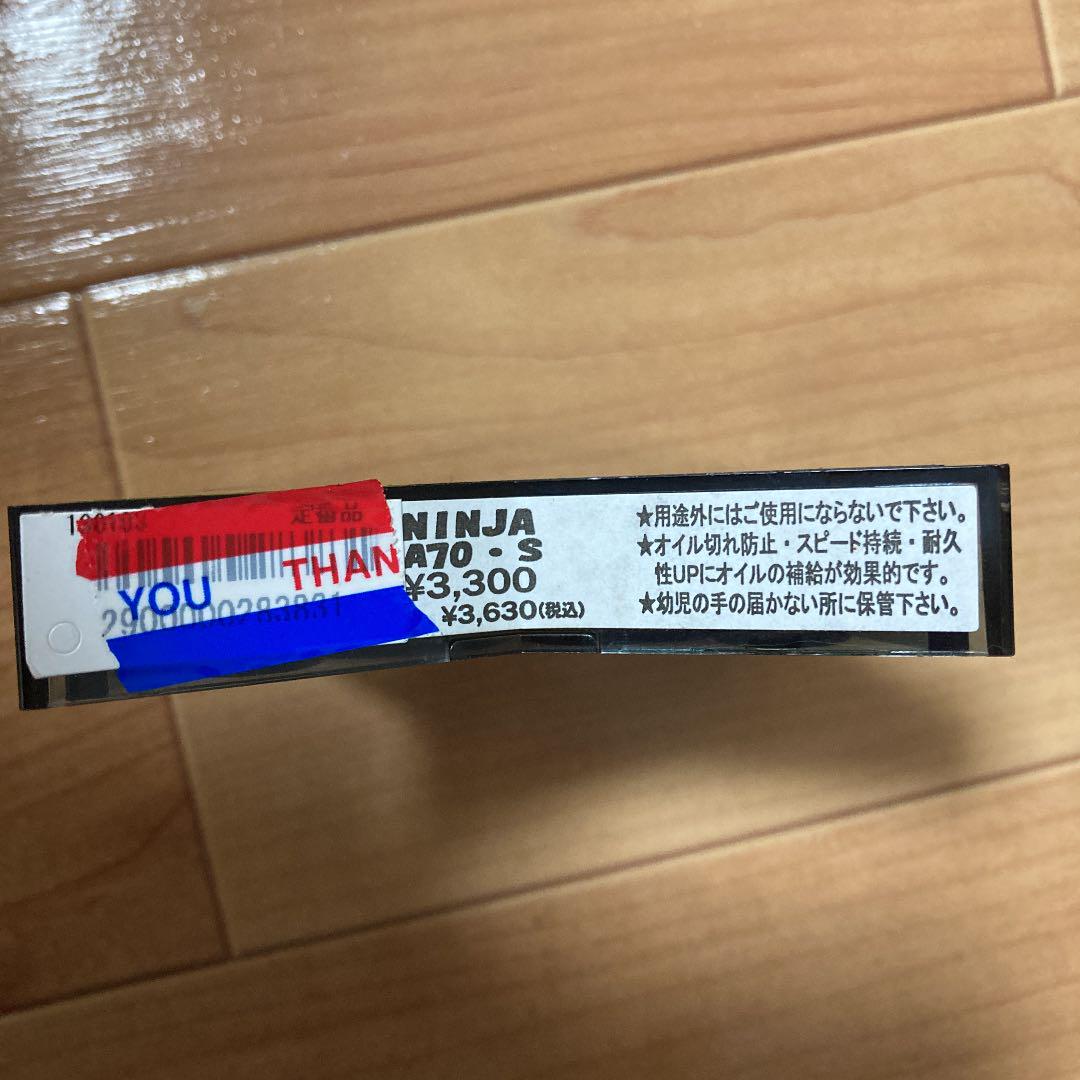 定番品
YOU THAN
NINJA
A70・S
¥3,300
¥3,630(税込)
★用途外にはご使用にならないで下さい。
★オイル切れ防止・スピード持続・耐久
性UPにオイルの補給が効果的です。
★幼児の手の届かない所に保管下さい。